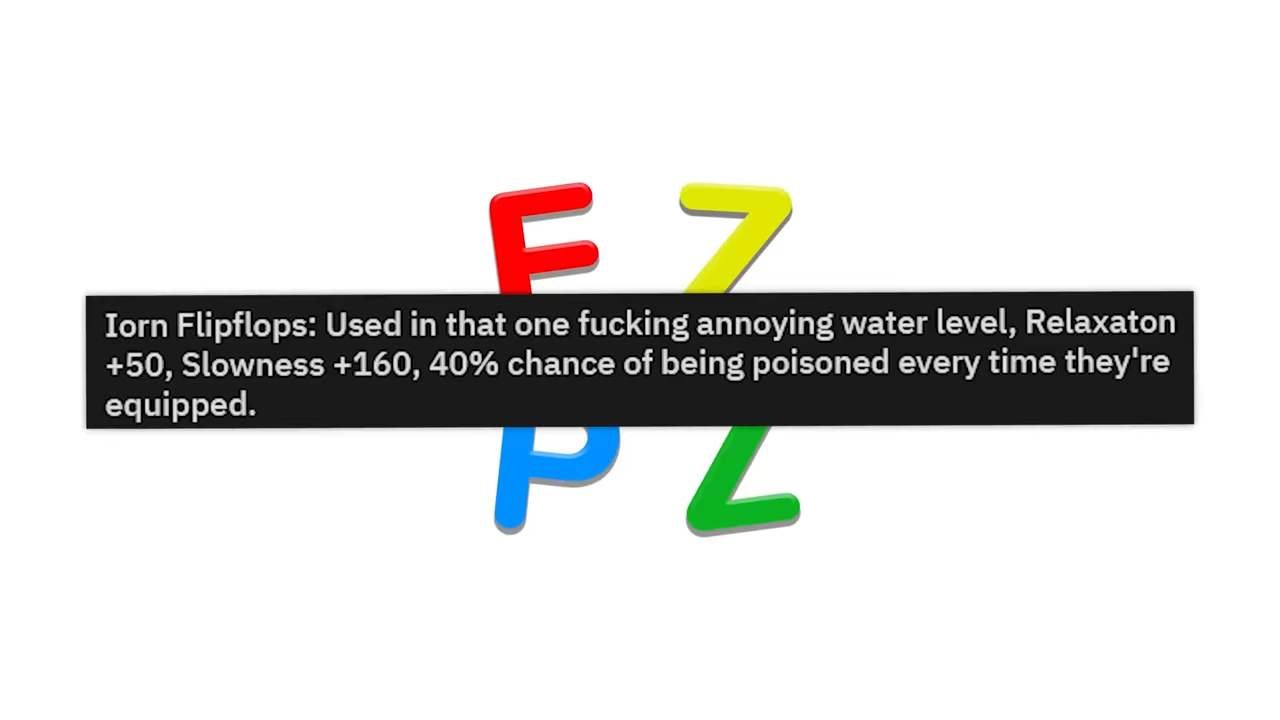 F Z
Iorn Flipflops: Used in that one fucking annoying water level, Relaxaton
+50, Slowness +160, 40% chance of being poisoned every time they're
equipped.
P Z